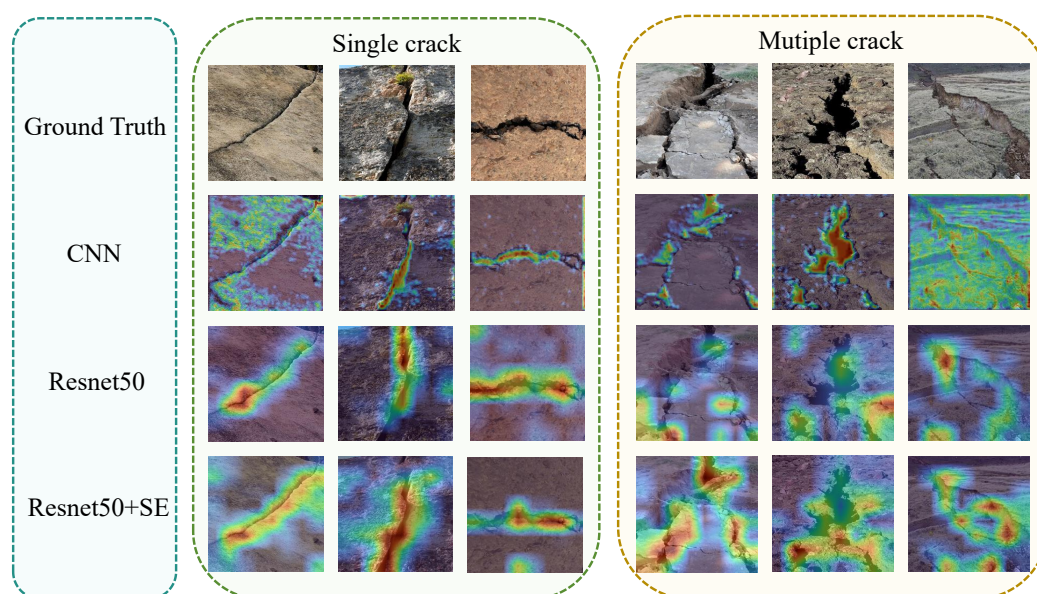 Single crack
Mutiple crack
Ground Truth
CNN
Resnet50
Resnet50+SE